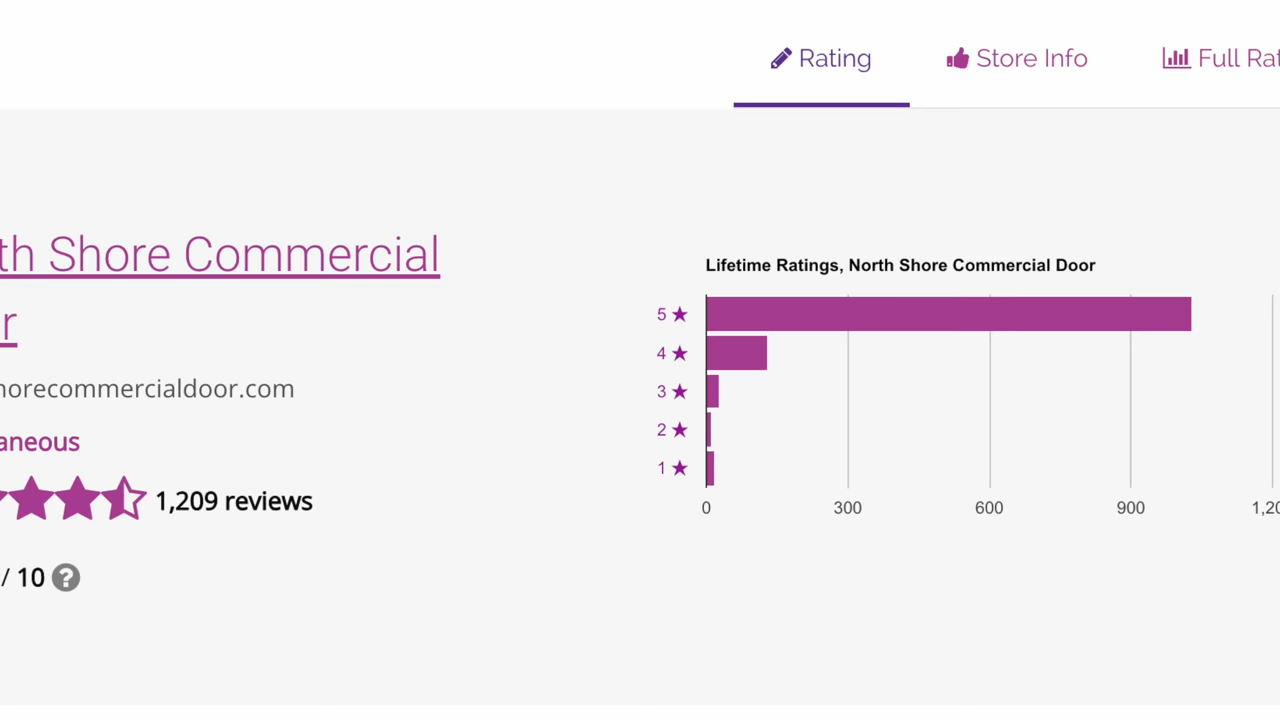 Rating
Store Info
Full Rat
th Shore Commercial
r
horecommercialdoor.com
aneous
1,209 reviews
/ 10 ?
Lifetime Ratings, North Shore Commercial Door
5 ★
4 ★
3 ★
2 ★
1 ★
0 300 600 900 1,20